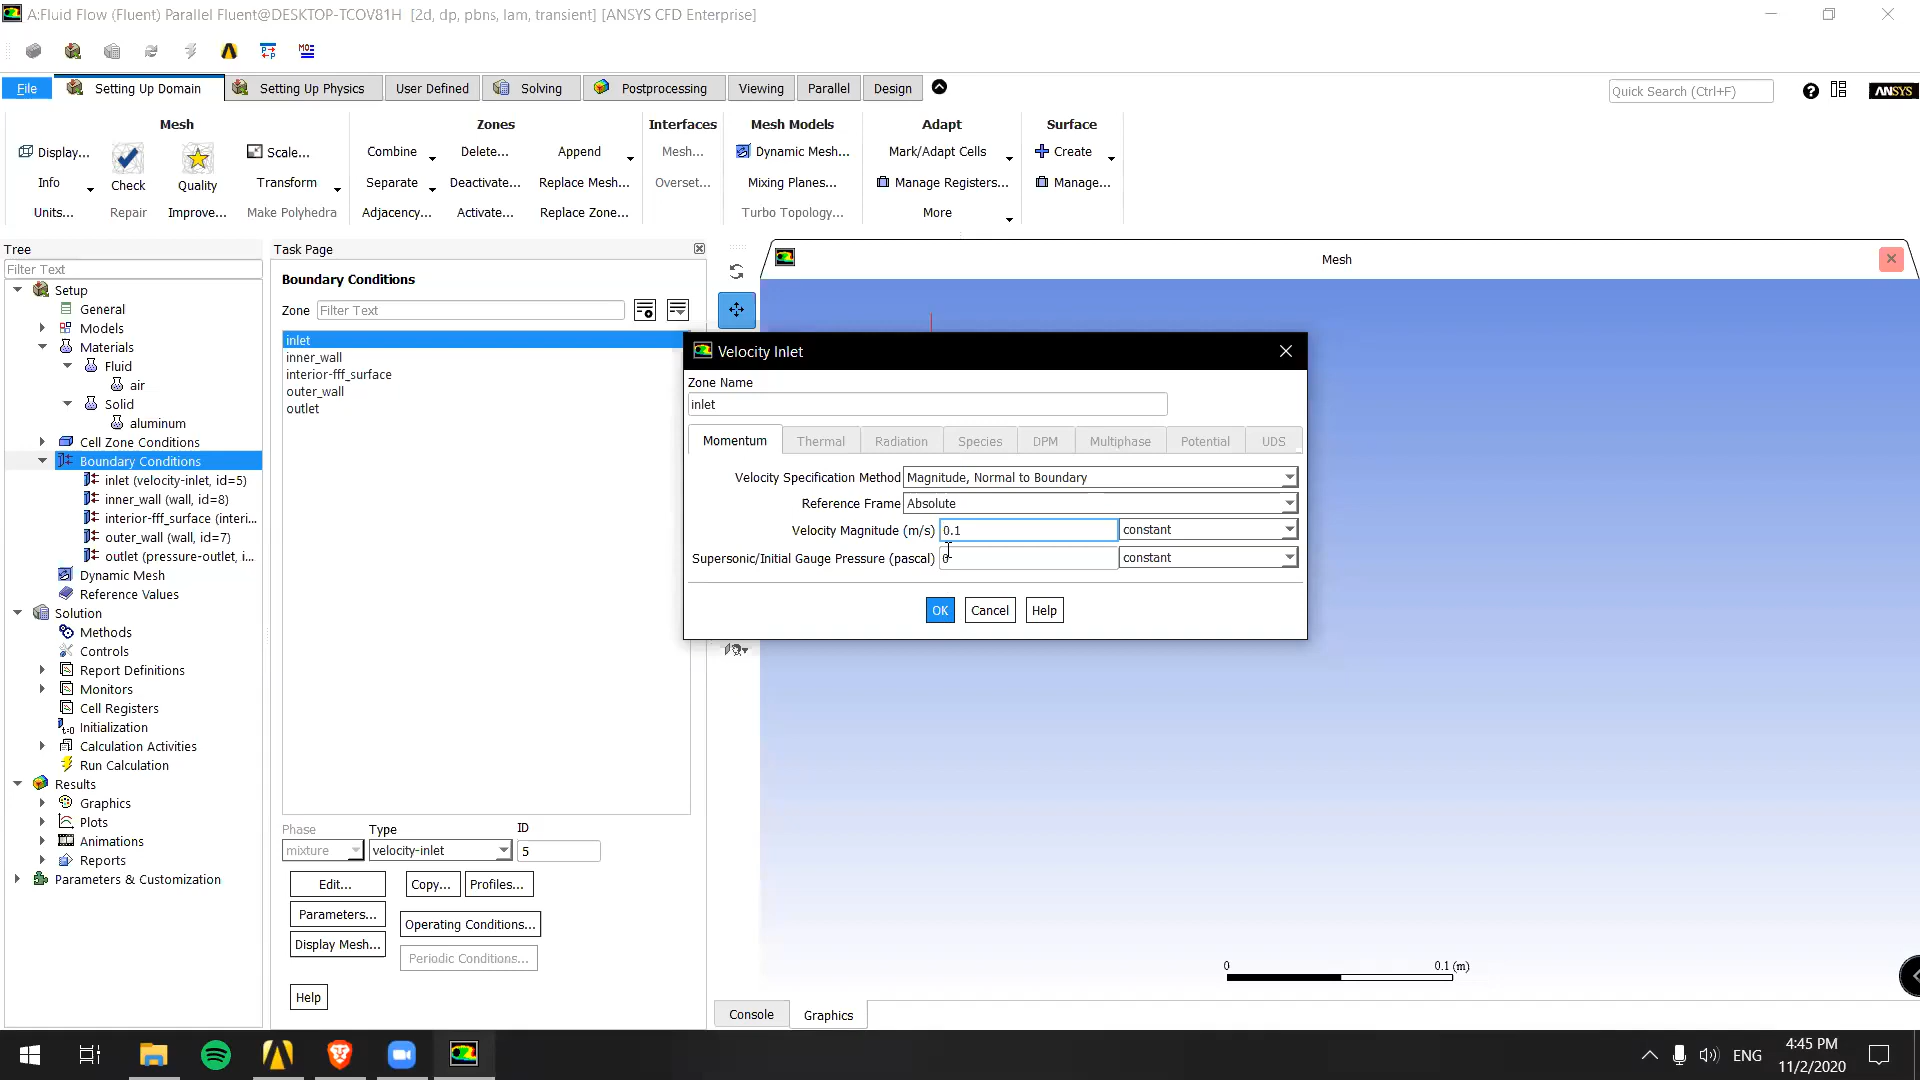 A:Fluid Flow (Fluent) Parallel Fluent@DESKTOP-TCOV81H [2d, dp, pbns, lam, transient] [ANSYS CFD Enterprise]
File
Setting Up Domain
Setting Up Physics
User Defined
Solving
Postprocessing
Viewing
Parallel
Design
Quick Search (Ctrl+F)
ANSYS
Mesh
Zones
Interfaces
Mesh Models
Adapt
Surface
Display...
Info
Units...
Check
Repair
Quality
Improve...
Scale...
Transform
Make Polyhedra
Combine
Separate
Adjacency...
Delete...
Deactivate...
Activate...
Append
Replace Mesh...
Replace Zone...
Mesh...
Overset...
Dynamic Mesh...
Mixing Planes...
Turbo Topology...
Mark/Adapt Cells
Manage Registers...
More
Create
Manage...
Tree
Filter Text
Setup
General
Models
Materials
Fluid
air
Solid
aluminum
Cell Zone Conditions
Boundary Conditions
inlet (velocity-inlet, id=5)
inner_wall (wall, id=8)
interior-fff_surface (interi...
outer_wall (wall, id=7)
outlet (pressure-outlet, i...
Dynamic Mesh
Reference Values
Solution
Methods
Controls
Report Definitions
Monitors
Cell Registers
t=0
Initialization
Calculation Activities
Run Calculation
Results
Graphics
Plots
Animations
Reports
Parameters & Customization
Task Page
Boundary Conditions
Zone
Filter Text
inlet
inner_wall
interior-fff_surface
outer_wall
outlet
Phase
Type
ID
mixture
velocity-inlet
5
Edit...
Copy...
Profiles...
Parameters...
Operating Conditions...
Display Mesh...
Periodic Conditions...
Help
Mesh
Velocity Inlet
Zone Name
inlet
Momentum
Thermal
Radiation
Species
DPM
Multiphase
Potential
UDS
Velocity Specification Method
Magnitude, Normal to Boundary
Reference Frame
Absolute
Velocity Magnitude (m/s)
0.1
constant
Supersonic/Initial Gauge Pressure (pascal)
0
constant
OK
Cancel
Help
0
0.1 (m)
Console
Graphics
ENG
4:45 PM
11/2/2020